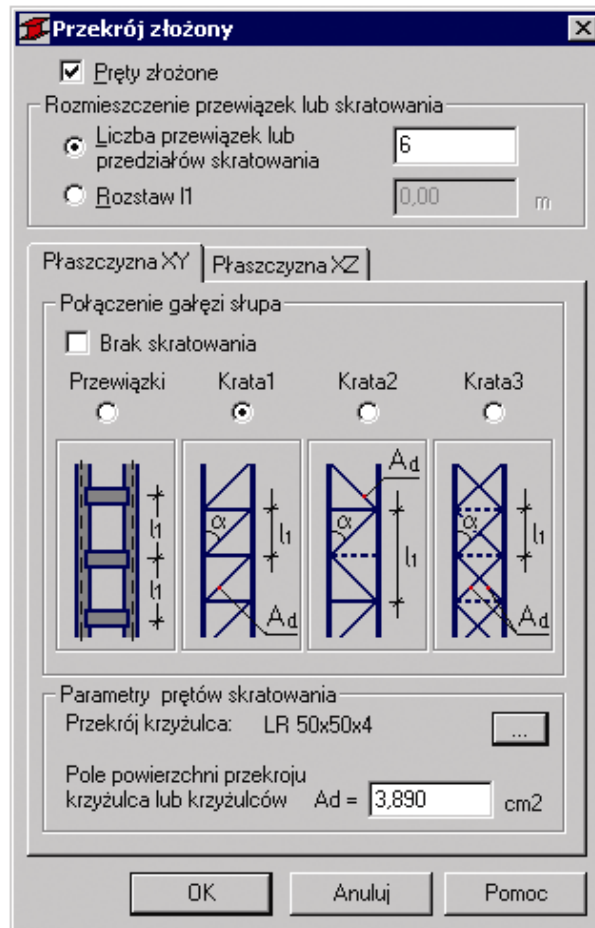 Przekrój złożony
Pręty złożone
Rozmieszczenie przewiązek lub skratowania
Liczba przewiązek lub
przedziałów skratowania
6
Rozstaw l1
0,00
m
Płaszczyzna XY
Płaszczyzna XZ
Połączenie gałęzi słupa
Brak skratowania
Przewiązki
Krata1
Krata2
Krata3
l1
l1
α
l1
Ad
α
l1
Ad
α
l1
Ad
Parametry prętów skratowania
Przekrój krzyżulca: LR 50x50x4
...
Pole powierzchni przekroju
krzyżulca lub krzyżulców Ad = 3,890 cm2
OK
Anuluj
Pomoc